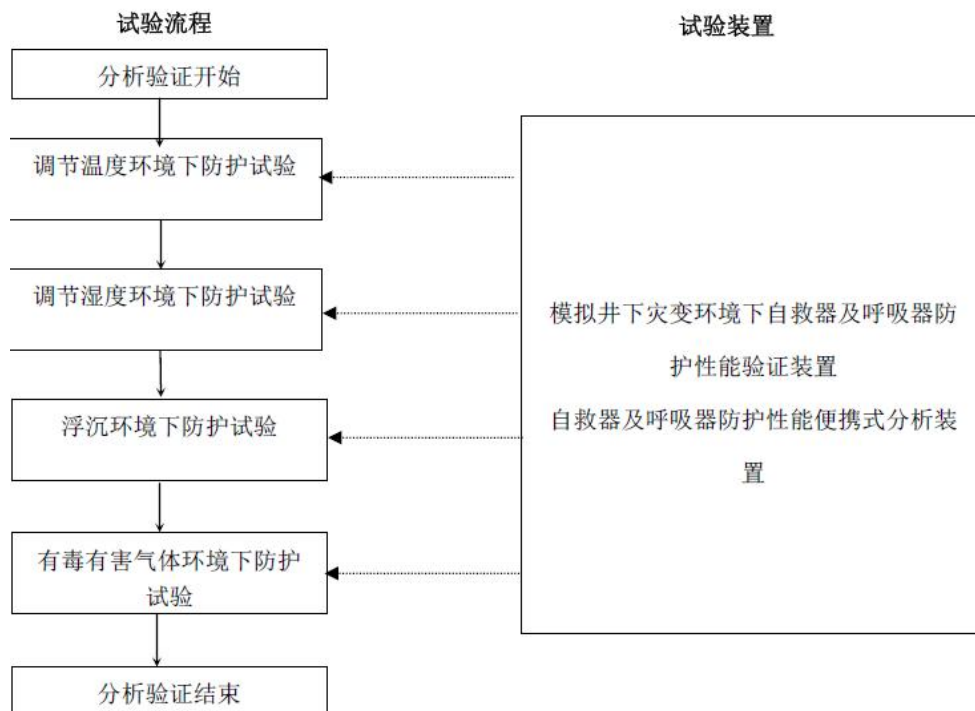 试验流程
试验装置
分析验证开始
调节温度环境下防护试验
调节湿度环境下防护试验
浮沉环境下防护试验
有毒有害气体环境下防护
试验
分析验证结束
模拟井下灾变环境下自救器及呼吸器防
护性能验证装置
自救器及呼吸器防护性能便携式分析装
置